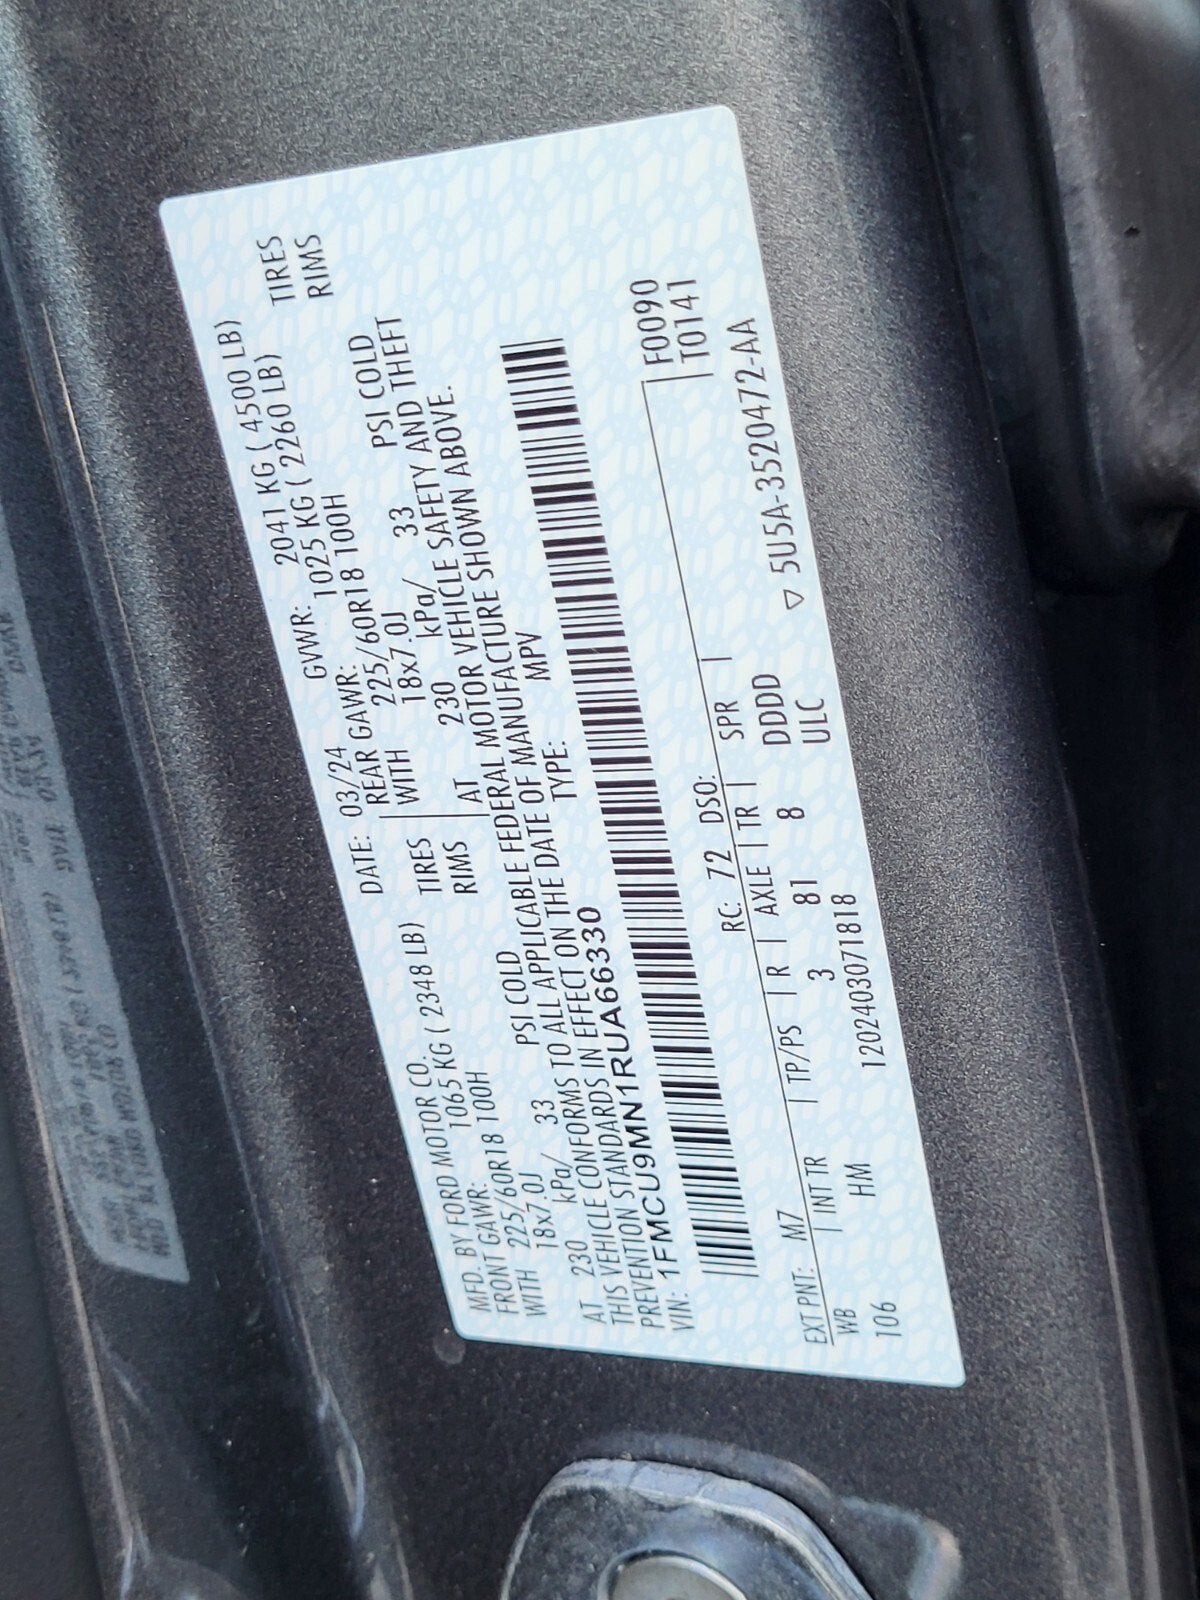 MFD. BY FORD MOTOR CO. DATE: 03/24 GVWR: 2041 KG ( 4500 LB)
FRONT GAWR: 1065 KG ( 2348 LB) REAR GAWR: 1025 KG ( 2260 LB)
WITH 225/60R18 100H TIRES WITH 225/60R18 100H TIRES
18x7.0J RIMS 18x7.0J RIMS
AT 230 kPa/ 33 PSI COLD AT 230 kPa/ 33 PSI COLD
THIS VEHICLE CONFORMS TO ALL APPLICABLE FEDERAL MOTOR VEHICLE SAFETY AND THEFT
PREVENTION STANDARDS IN EFFECT ON THE DATE OF MANUFACTURE SHOWN ABOVE.
VIN: 1FMCU9MN1RUA66330 TYPE: MPV
F0090
EXT PNT: M7 RC: 72 DSO: T0141
WB INT TR TP/PS R AXLE TR SPR
106 HM 3 81 8 DDDD
1202403071818 ULC ▽ 5U5A-3520472-AA